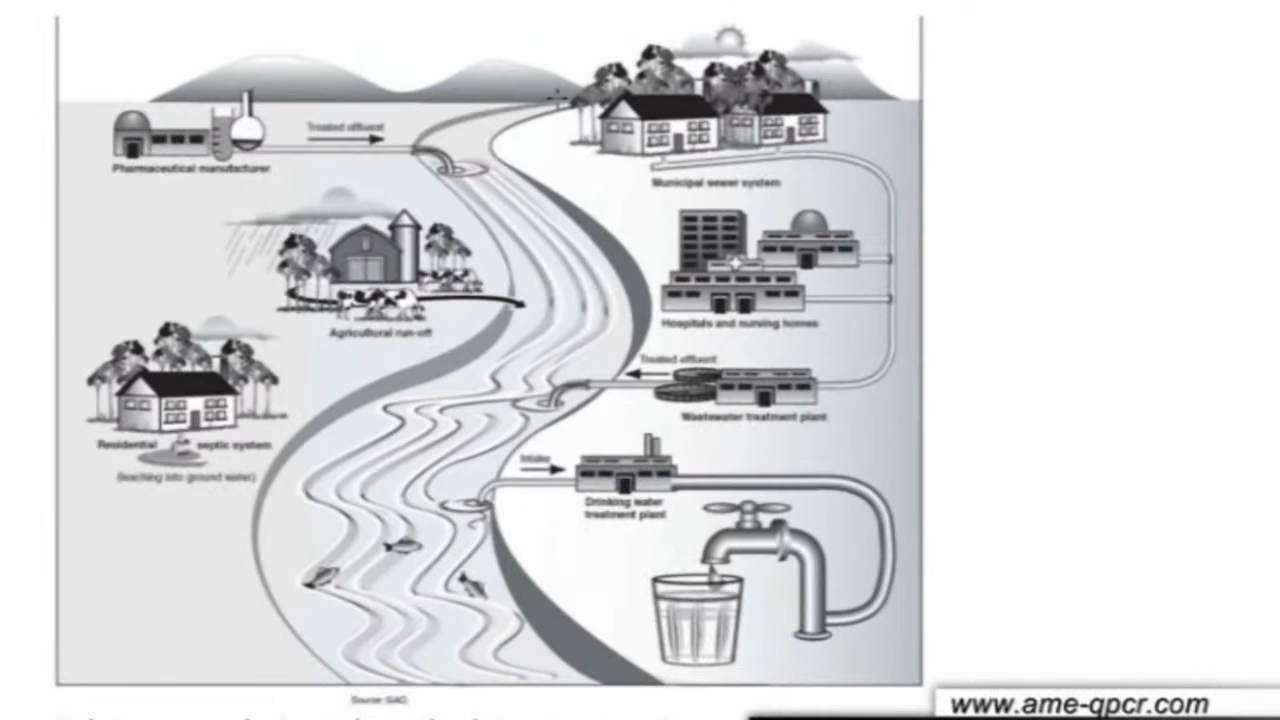 Treated effluent
Pharmaceutical manufacturer
Municipal sewer system
Agricultural run-off
Hospitals and nursing homes
Treated effluent
Wastewater treatment plant
Residential septic system
(leaching into ground water)
Intake
Drinking water
treatment plant
Source: GAO.
www.ame-qpcr.com